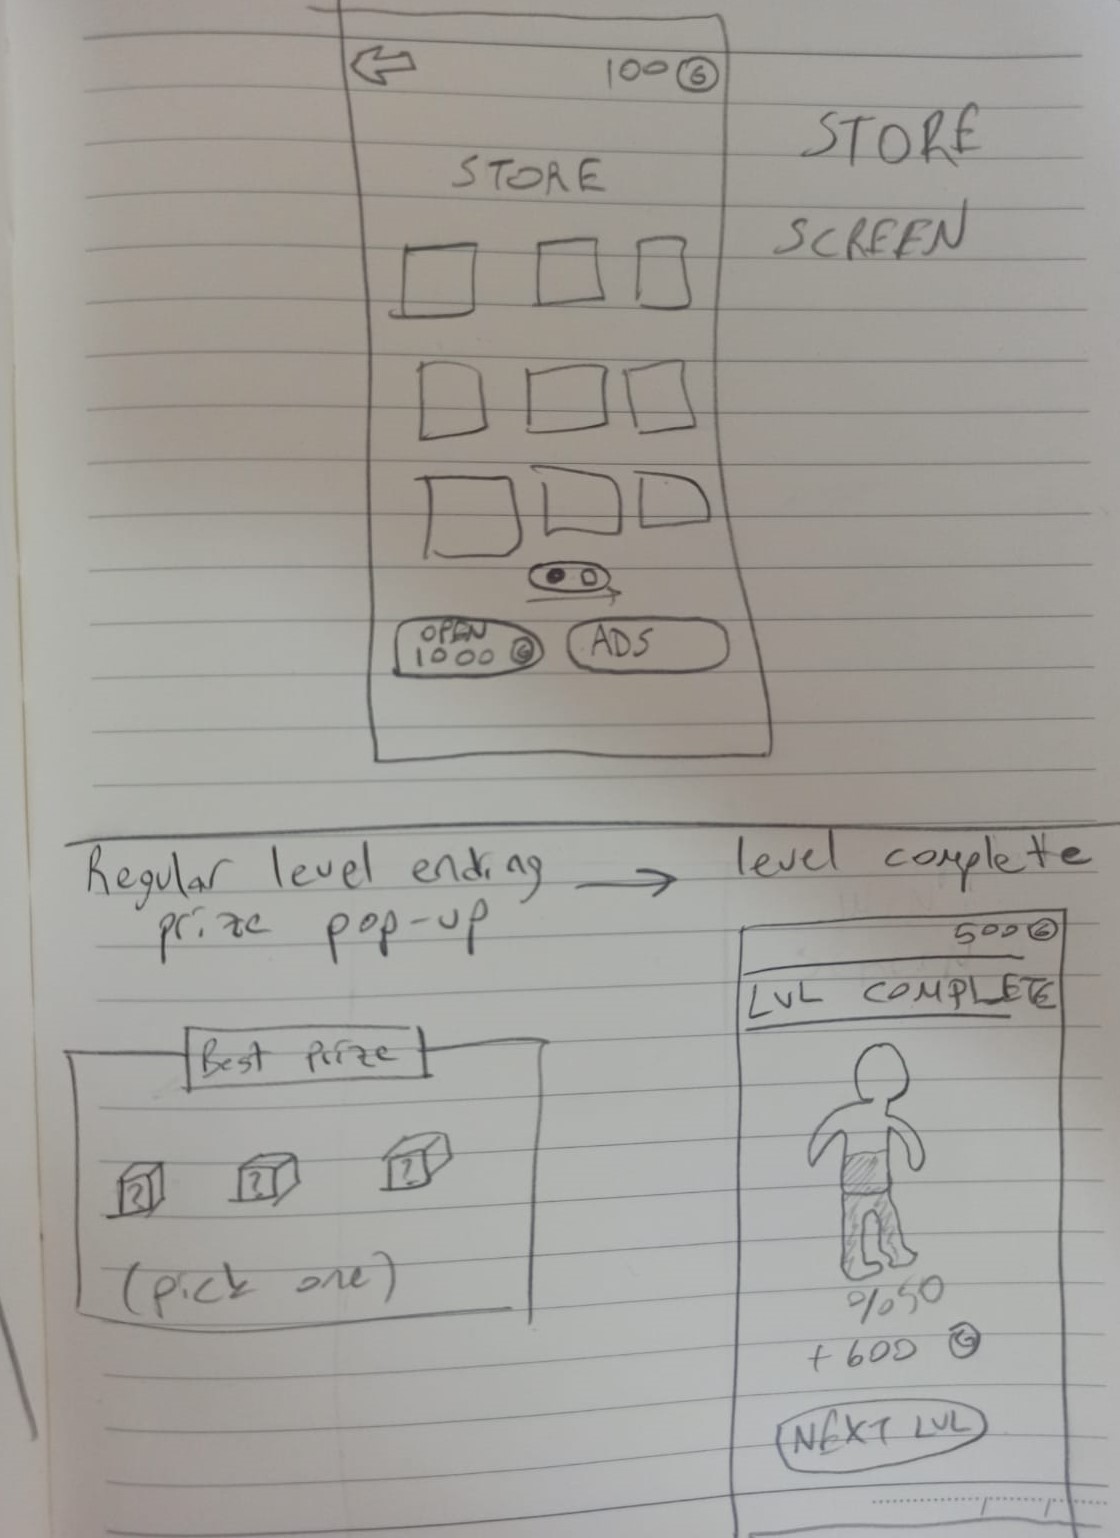 100 G
STORE
STORE
SCREEN
OPEN
1000 G
ADS
Regular level ending
prize pop-up
level complete
500 G
LVL COMPLETE
Best Prize
? ? ?
(pick one)
%50
+600 G
NEXT LVL